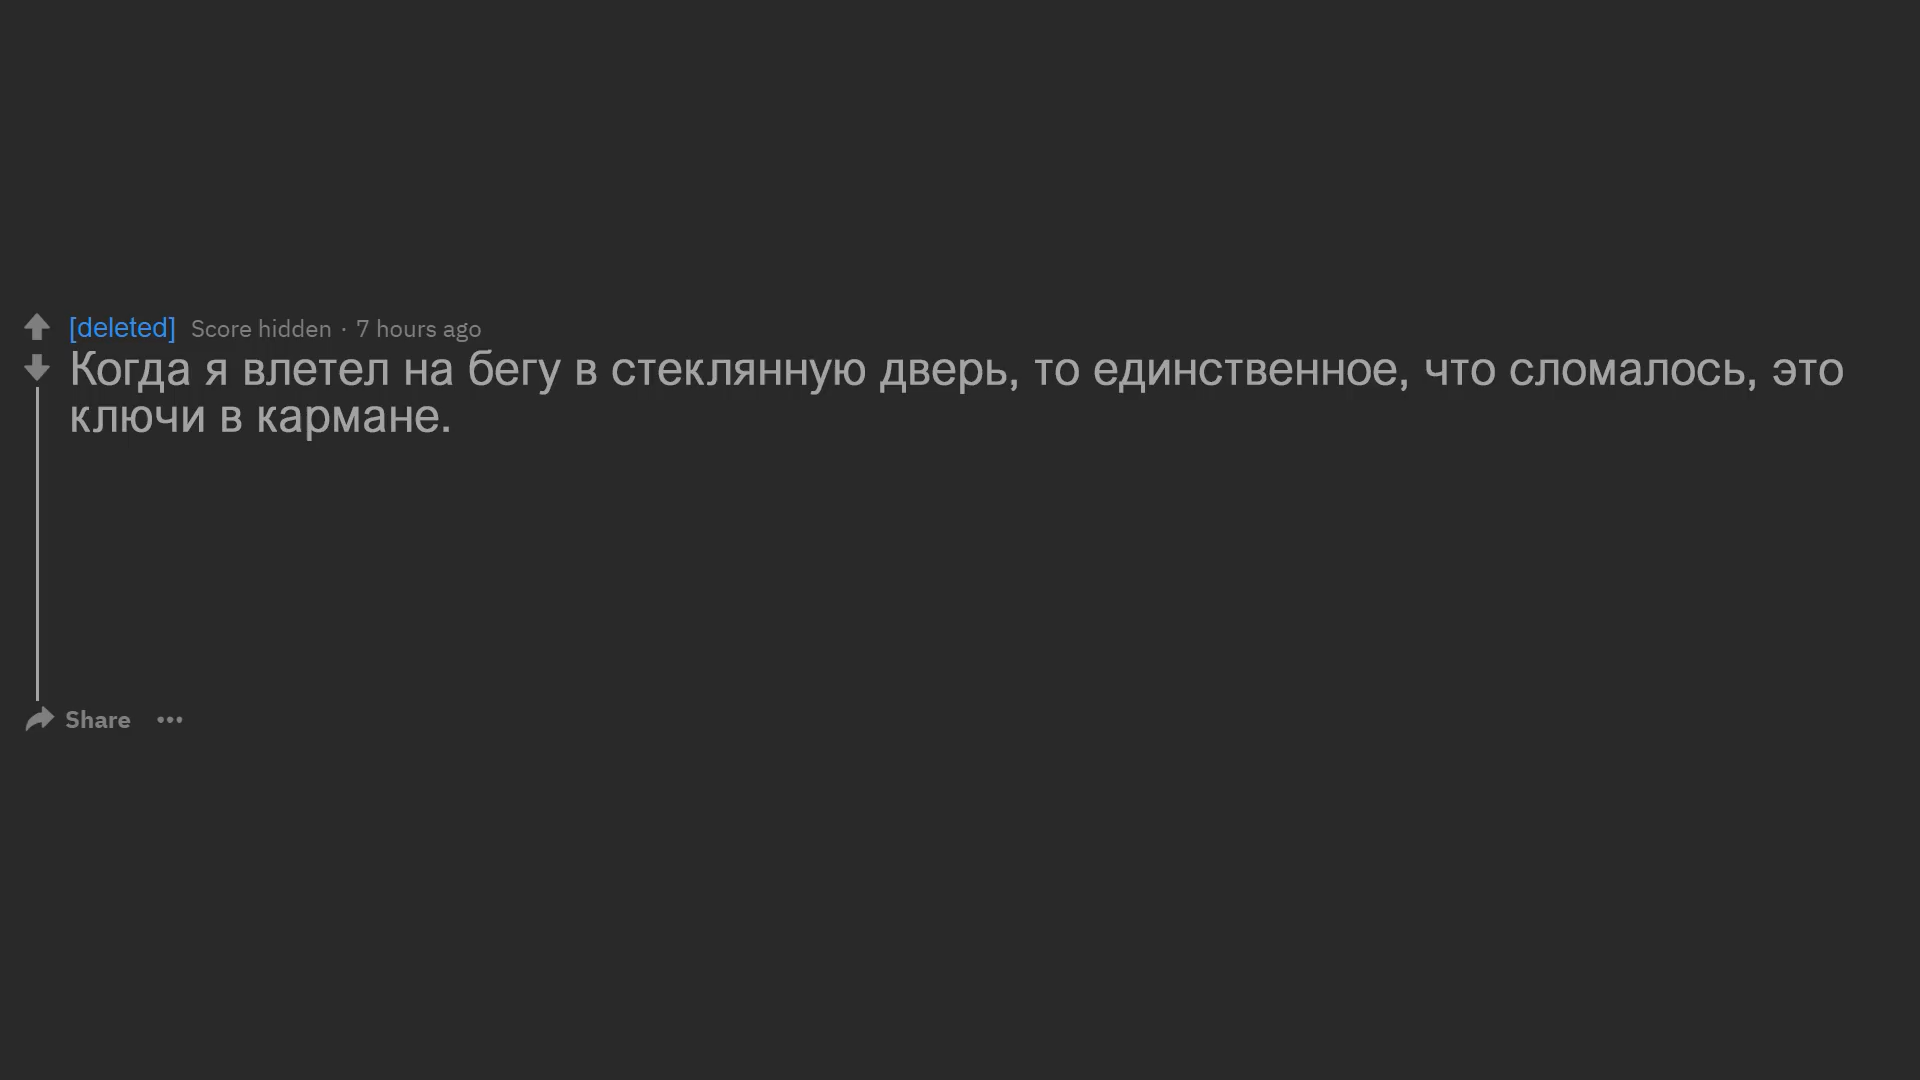 [deleted] Score hidden · 7 hours ago
Когда я влетел на бегу в стеклянную дверь, то единственное, что сломалось, это
ключи в кармане.
Share